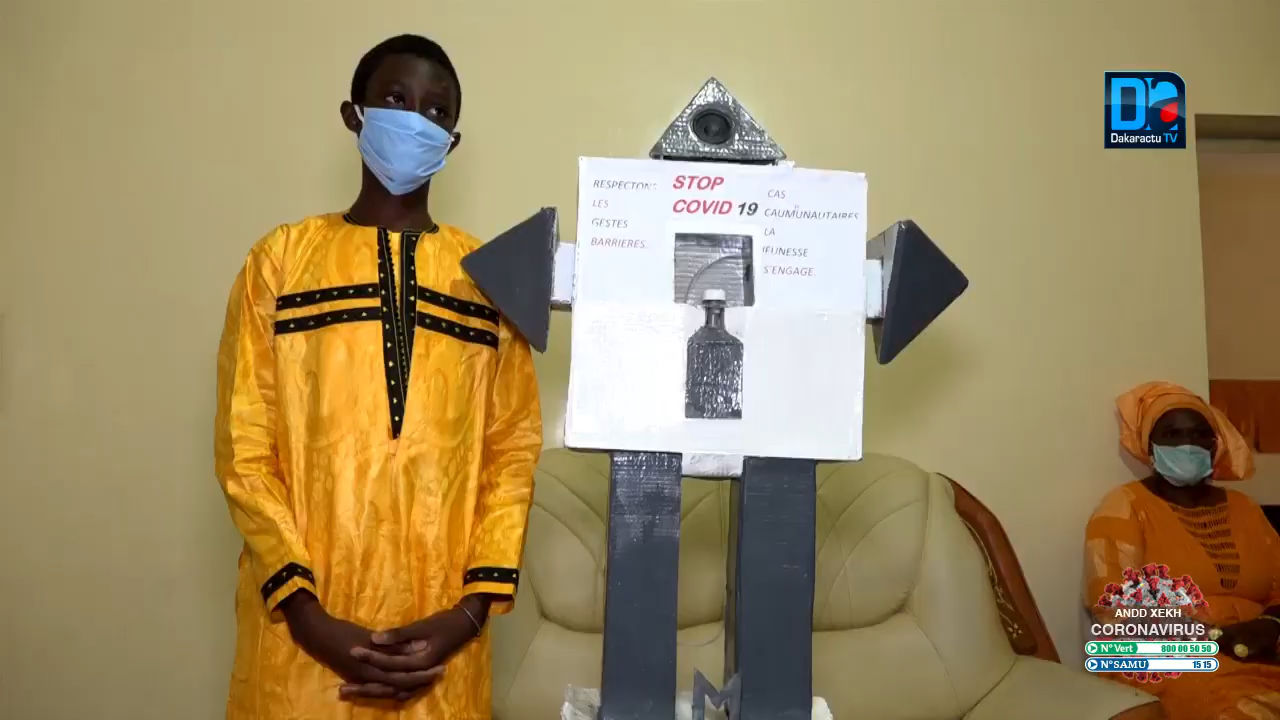 Dakaractu TV
STOP
COVID 19
RESPECTONS
LES
GESTES
BARRIERES.
CAS
CAUMUNAUTAIRES
LA
JEUNESSE
S'ENGAGE.
ANDD XEKH
CORONAVIRUS
N° Vert 800 00 50 50
N° SAMU 15 15